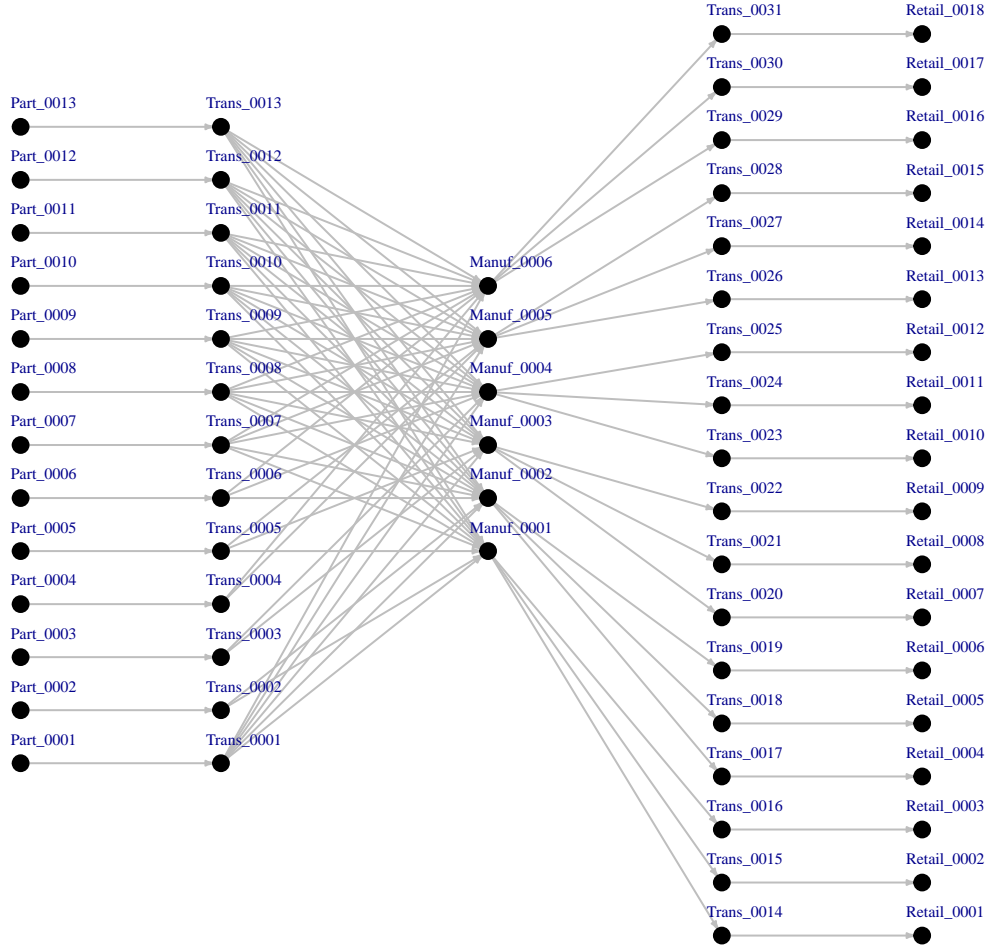 Trans_0031 Retail_0018
Trans_0030 Retail_0017
Part_0013 Trans_0013 Trans_0029 Retail_0016
Part_0012 Trans_0012 Trans_0028 Retail_0015
Part_0011 Trans_0011 Trans_0027 Retail_0014
Part_0010 Trans_0010 Manuf_0006 Trans_0026 Retail_0013
Part_0009 Trans_0009 Manuf_0005 Trans_0025 Retail_0012
Part_0008 Trans_0008 Manuf_0004 Trans_0024 Retail_0011
Part_0007 Trans_0007 Manuf_0003 Trans_0023 Retail_0010
Part_0006 Trans_0006 Manuf_0002 Trans_0022 Retail_0009
Part_0005 Trans_0005 Manuf_0001 Trans_0021 Retail_0008
Part_0004 Trans_0004 Trans_0020 Retail_0007
Part_0003 Trans_0003 Trans_0019 Retail_0006
Part_0002 Trans_0002 Trans_0018 Retail_0005
Part_0001 Trans_0001 Trans_0017 Retail_0004
Trans_0016 Retail_0003
Trans_0015 Retail_0002
Trans_0014 Retail_0001